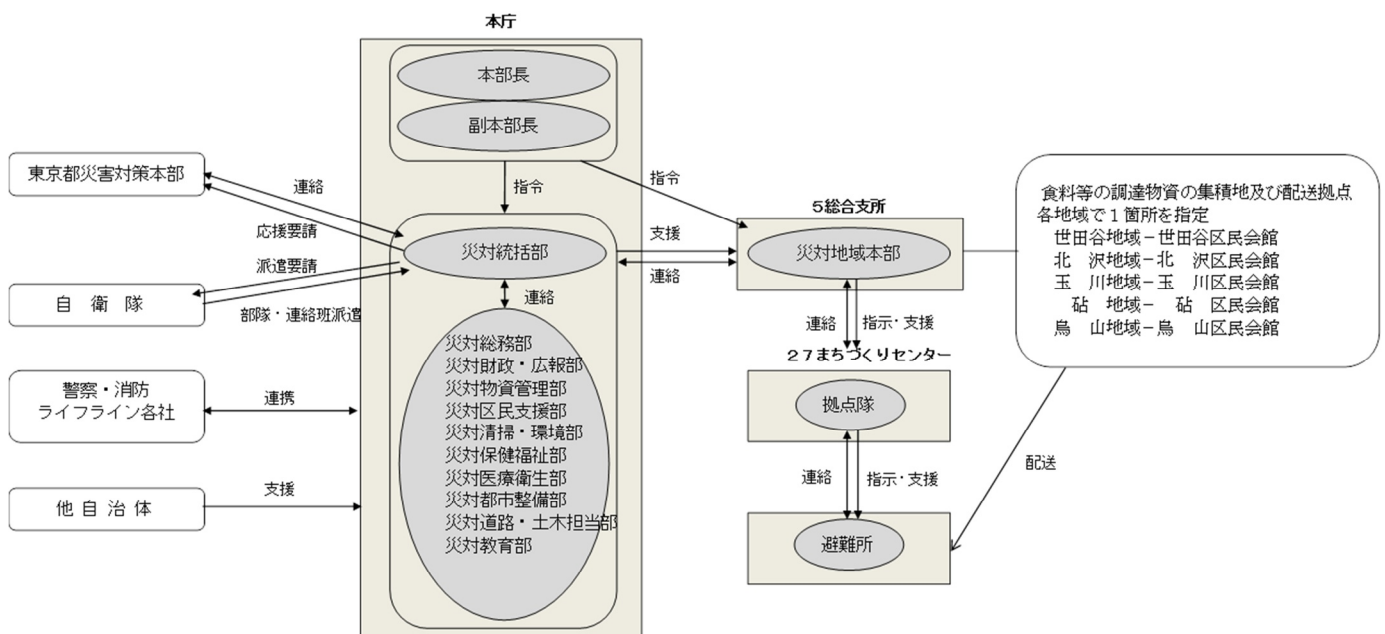 本庁
本部長
副本部長
指令
指令
東京都災害対策本部
連絡
応援要請
派遣要請
自 衛 隊
部隊・連絡班派遣
警察・消防
ライフライン各社
連携
他 自 治 体
支援
災対統括部
連絡
災対総務部
災対財政・広報部
災対物資管理部
災対区民支援部
災対清掃・環境部
災対保健福祉部
災対医療衛生部
災対都市整備部
災対道路・土木担当部
災対教育部
支援
連絡
5総合支所
災対地域本部
連絡
指示・支援
27まちづくりセンター
拠点隊
連絡
指示・支援
避難所
食料等の調達物資の集積地及び配送拠点
各地域で1箇所を指定
世田谷地域－世田谷区民会館
北 沢地域－北 沢区民会館
玉 川地域－玉 川区民会館
砧 地域－ 砧 区民会館
烏 山地域－烏 山区民会館
配送